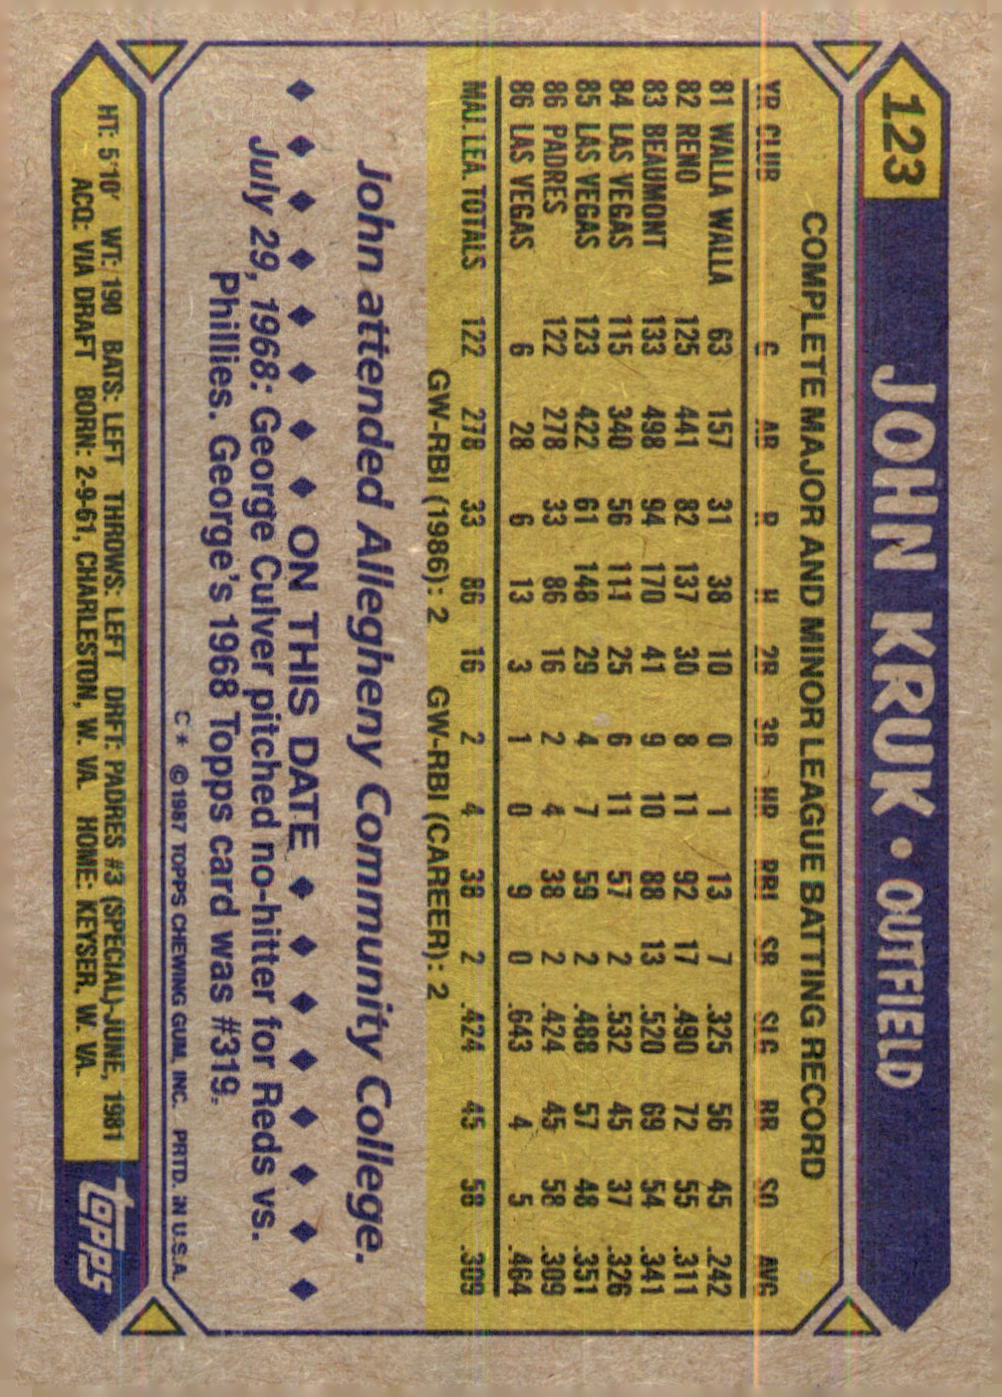 123 JOHN KRUK • OUTFIELD
COMPLETE MAJOR AND MINOR LEAGUE BATTING RECORD
YR CLUB G AB R H 2B 3B HR RBI SB SLG BB SO AVG
81 WALLA WALLA 63 157 31 38 10 0 1 13 7 .325 56 45 .242
82 RENO 125 441 82 137 30 8 11 92 17 .490 72 55 .311
83 BEAUMONT 133 498 94 170 41 9 10 88 13 .520 69 54 .341
84 LAS VEGAS 115 340 56 111 25 6 11 57 2 .532 45 37 .326
85 LAS VEGAS 123 422 61 148 29 4 7 59 2 .488 57 48 .351
86 PADRES 122 278 33 86 16 2 4 38 2 .424 45 58 .309
86 LAS VEGAS 6 28 6 13 3 1 0 9 0 .643 4 5 .464
MAJ. LEA. TOTALS 122 278 33 86 16 2 4 38 2 .424 45 58 .309
GW-RBI (1986): 2 GW-RBI (CAREER): 2
John attended Allegheny Community College.
♦ ♦ ♦ ♦ ♦ ♦ ♦ ♦ ON THIS DATE ♦ ♦ ♦ ♦ ♦ ♦ ♦ ♦
July 29, 1968: George Culver pitched no-hitter for Reds vs.
Phillies. George's 1968 Topps card was #319.
C* ©1987 TOPPS CHEWING GUM, INC. PRTD. IN U.S.A.
HT: 5'10" WT: 190 BATS: LEFT THROWS: LEFT DRFT: PADRES #3 (SPECIAL)-JUNE, 1981
ACQ: VIA DRAFT BORN: 2-9-61, CHARLESTON, W. VA. HOME: KEYSER, W. VA.
topps